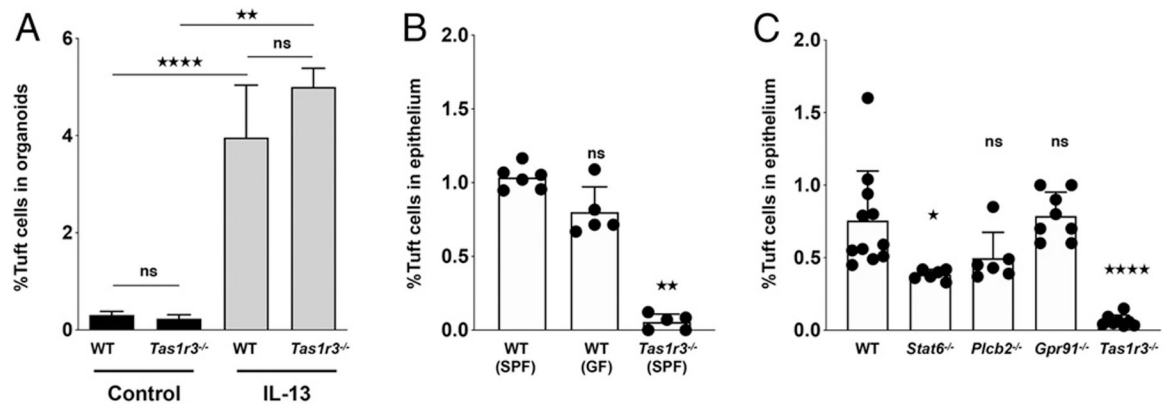 A
%Tuft cells in organoids
6
4
2
0
★★
★★★★
ns
ns
WT
Tas1r3-/-
WT
Tas1r3-/-
Control
IL-13
B
%Tuft cells in epithelium
2.0
1.5
1.0
0.5
0.0
ns
★★
WT
(SPF)
WT
(GF)
Tas1r3-/-
(SPF)
C
%Tuft cells in epithelium
2.0
1.5
1.0
0.5
0.0
★
ns
ns
★★★★
WT
Stat6-/-
Plcb2-/-
Gpr91-/-
Tas1r3-/-